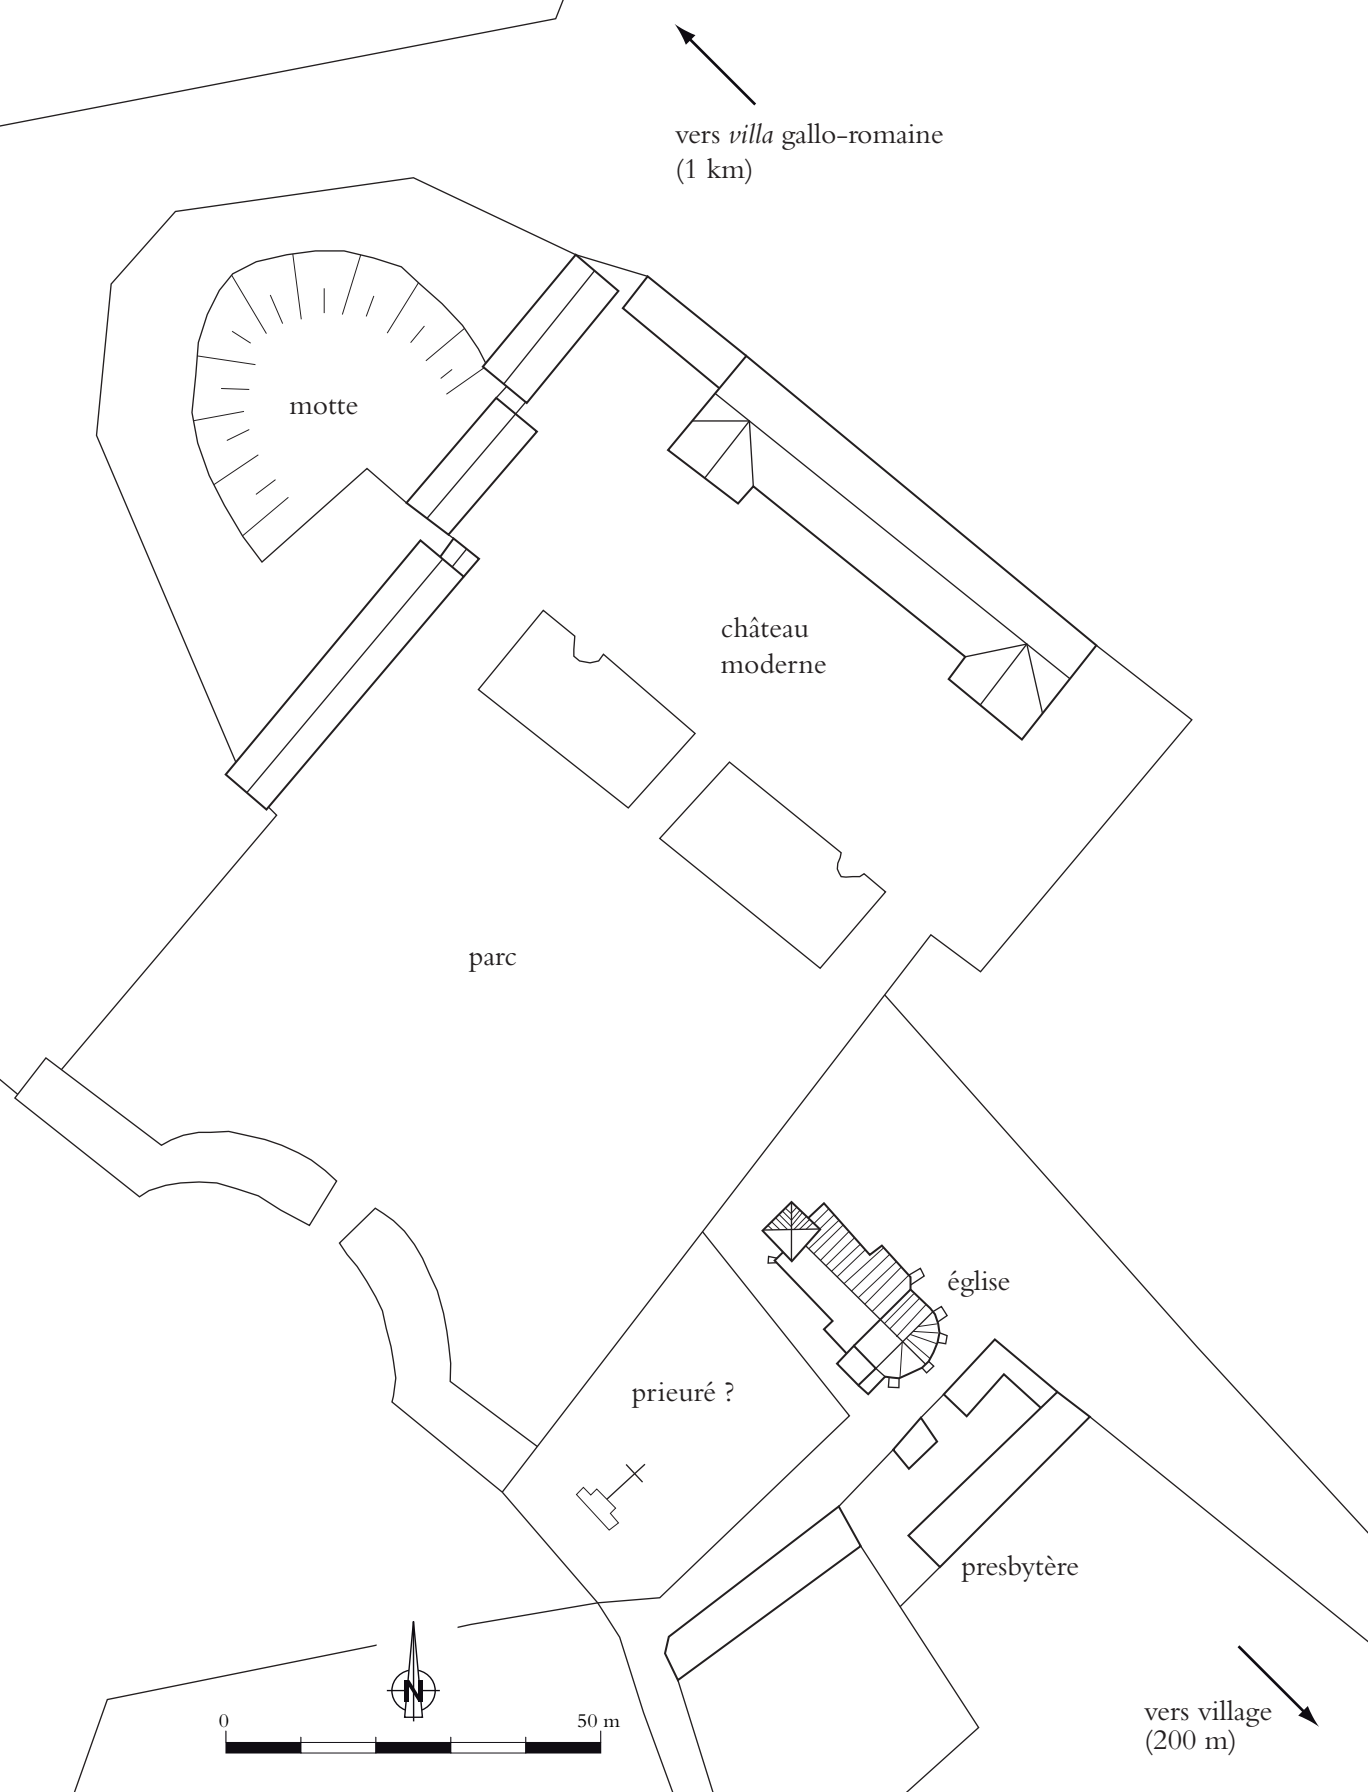 vers villa gallo-romaine
(1 km)
motte
château
moderne
parc
église
prieuré ?
presbytère
N
0 50 m
vers village
(200 m)